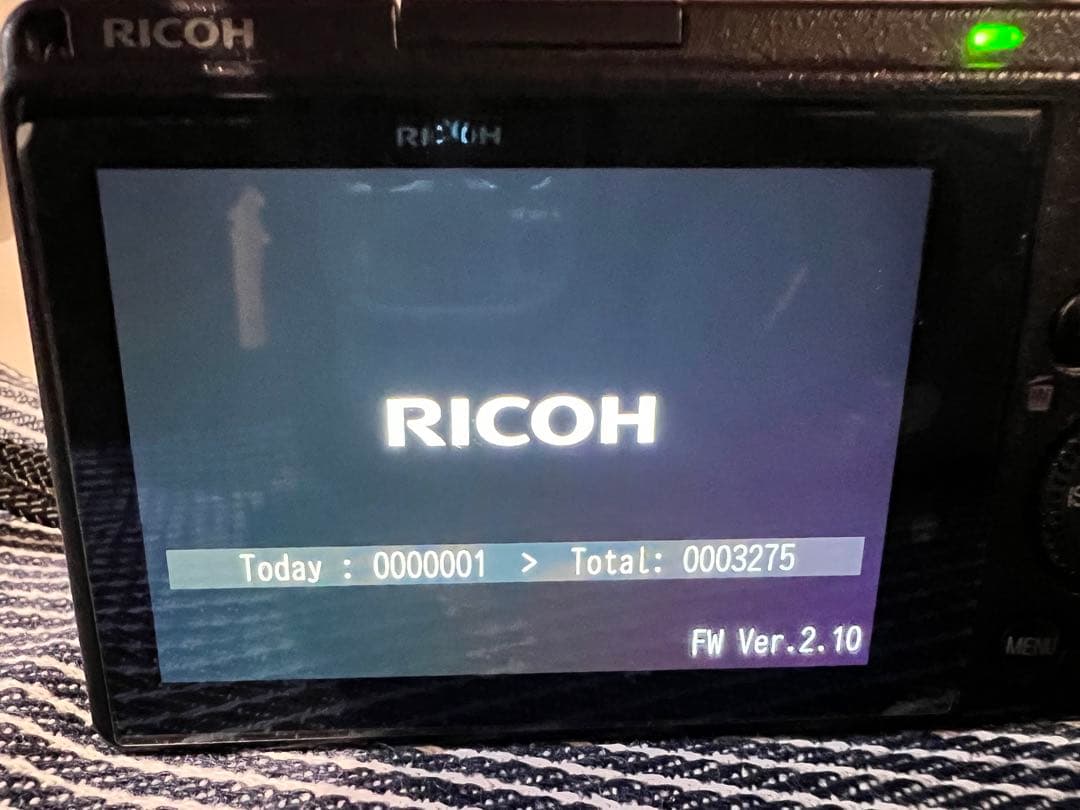 RICOH
RICOH
RICOH
Today : 0000001 > Total: 0003275
FW Ver.2.10
MENU